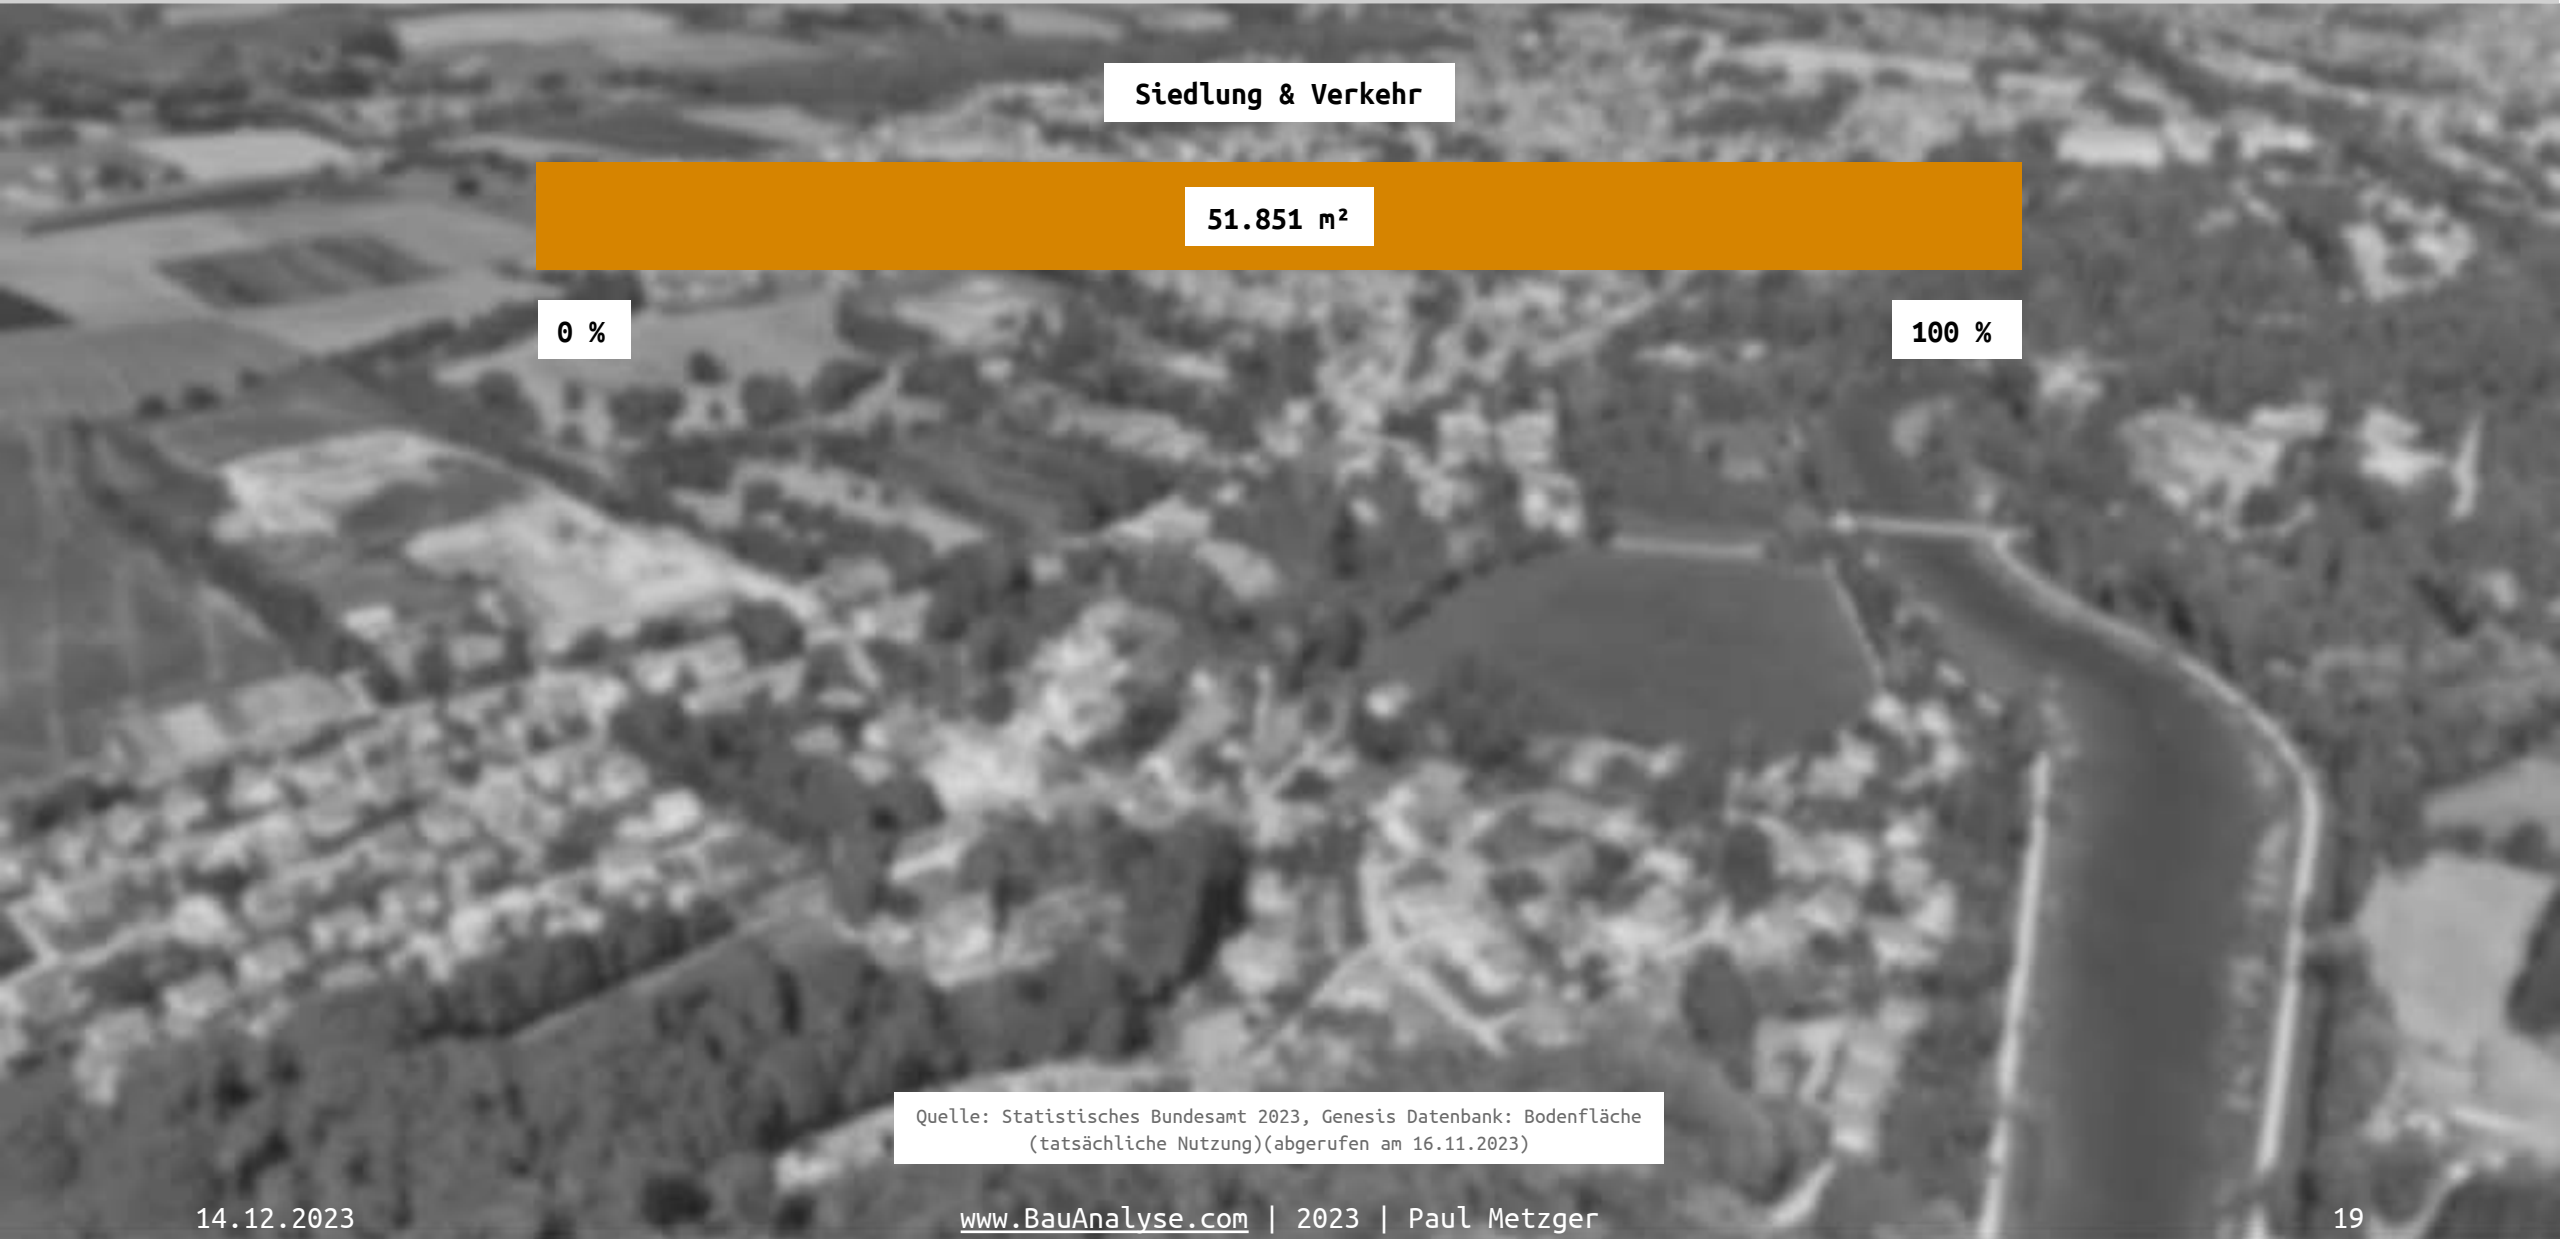 Siedlung & Verkehr
51.851 m²
0 %
100 %
Quelle: Statistisches Bundesamt 2023, Genesis Datenbank: Bodenfläche
(tatsächliche Nutzung)(abgerufen am 16.11.2023)
14.12.2023
www.BauAnalyse.com | 2023 | Paul Metzger
19